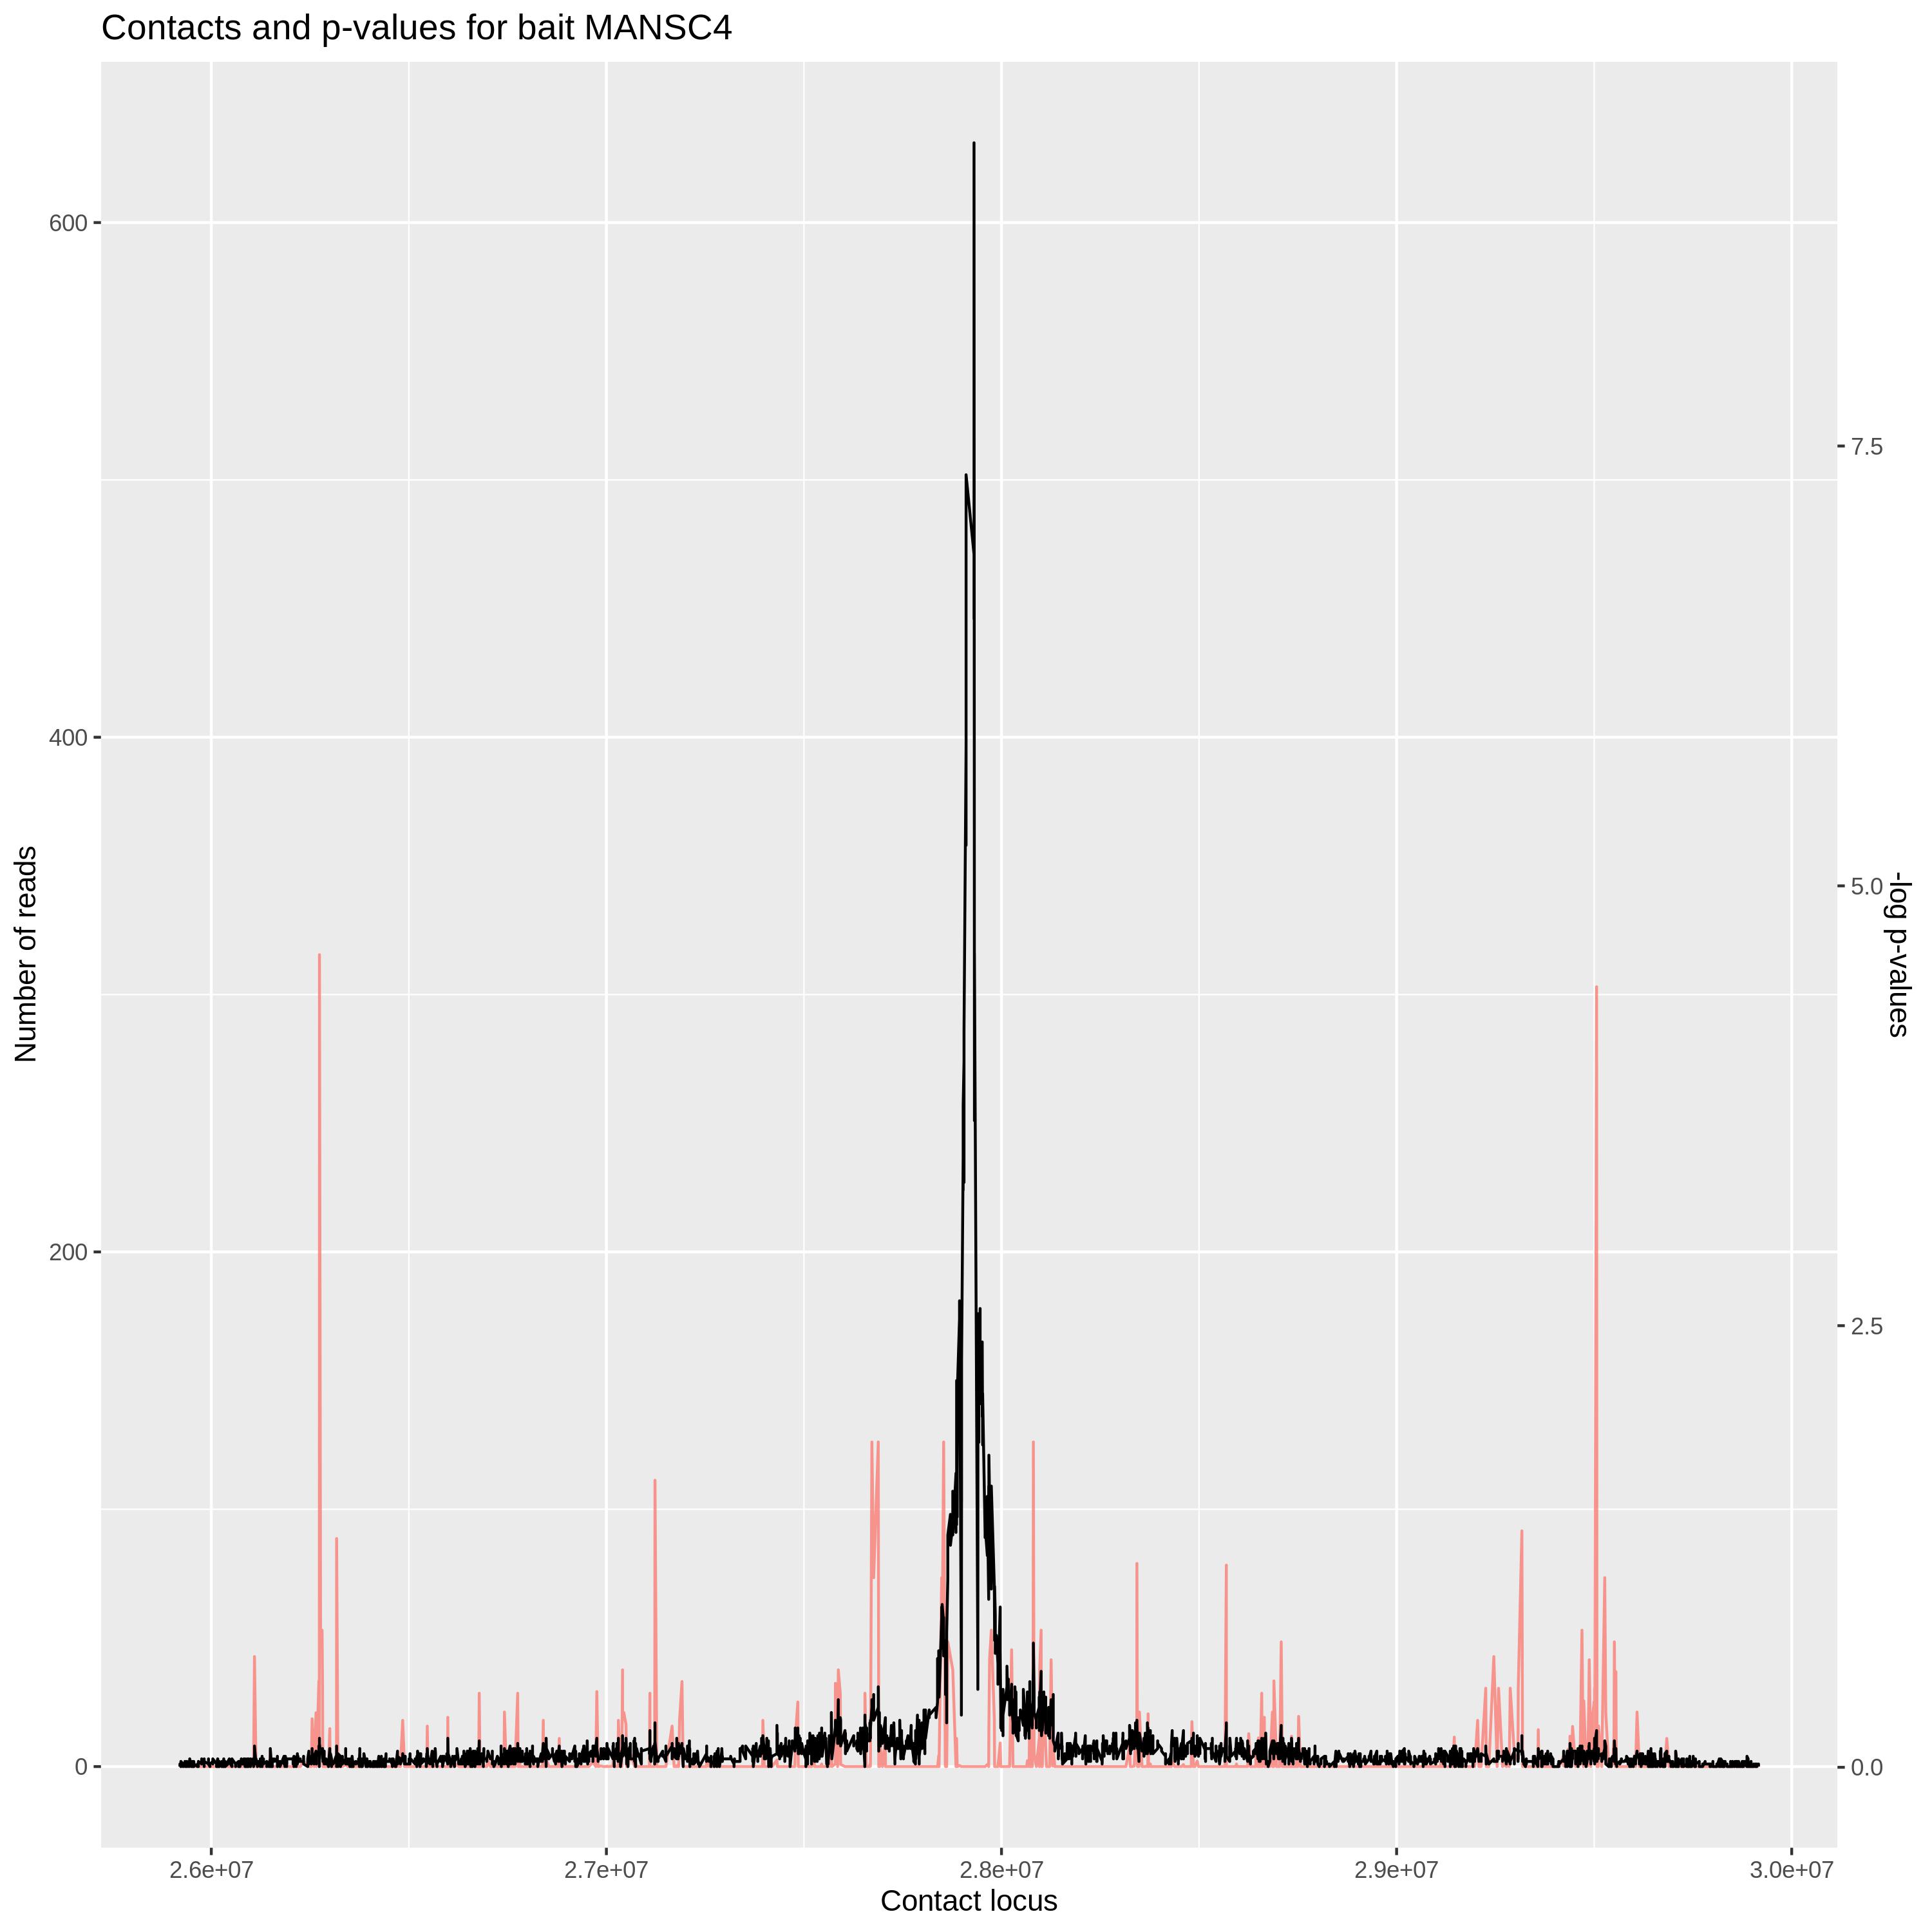 Contacts and p-values for bait MANSC4
Number of reads
600
400
200
0
7.5
5.0
2.5
0.0
-log p-values
2.6e+07
2.7e+07
2.8e+07
2.9e+07
3.0e+07
Contact locus